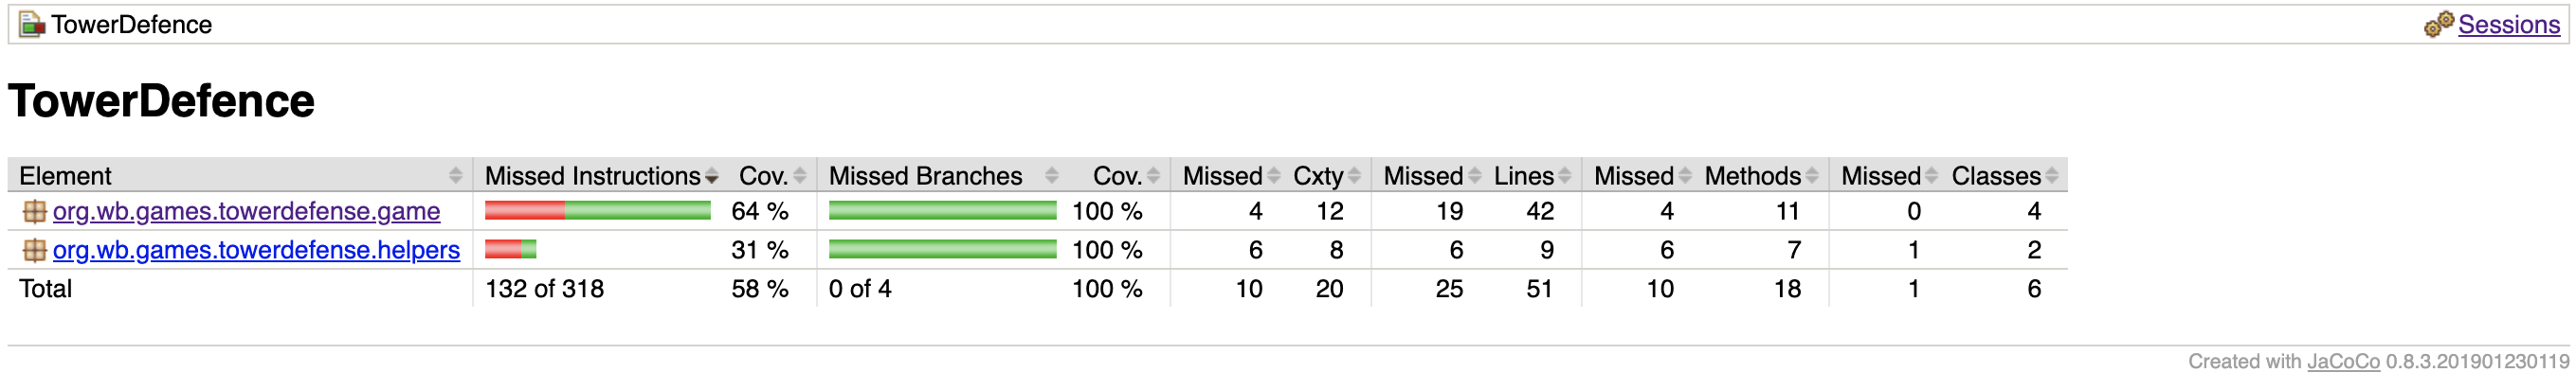 TowerDefence Sessions
TowerDefence
Element Missed Instructions Cov. Missed Branches Cov. Missed Cxty Missed Lines Missed Methods Missed Classes
org.wb.games.towerdefense.game 64 % 100 % 4 12 19 42 4 11 0 4
org.wb.games.towerdefense.helpers 31 % 100 % 6 8 6 9 6 7 1 2
Total 132 of 318 58 % 0 of 4 100 % 10 20 25 51 10 18 1 6
Created with JaCoCo 0.8.3.201901230119